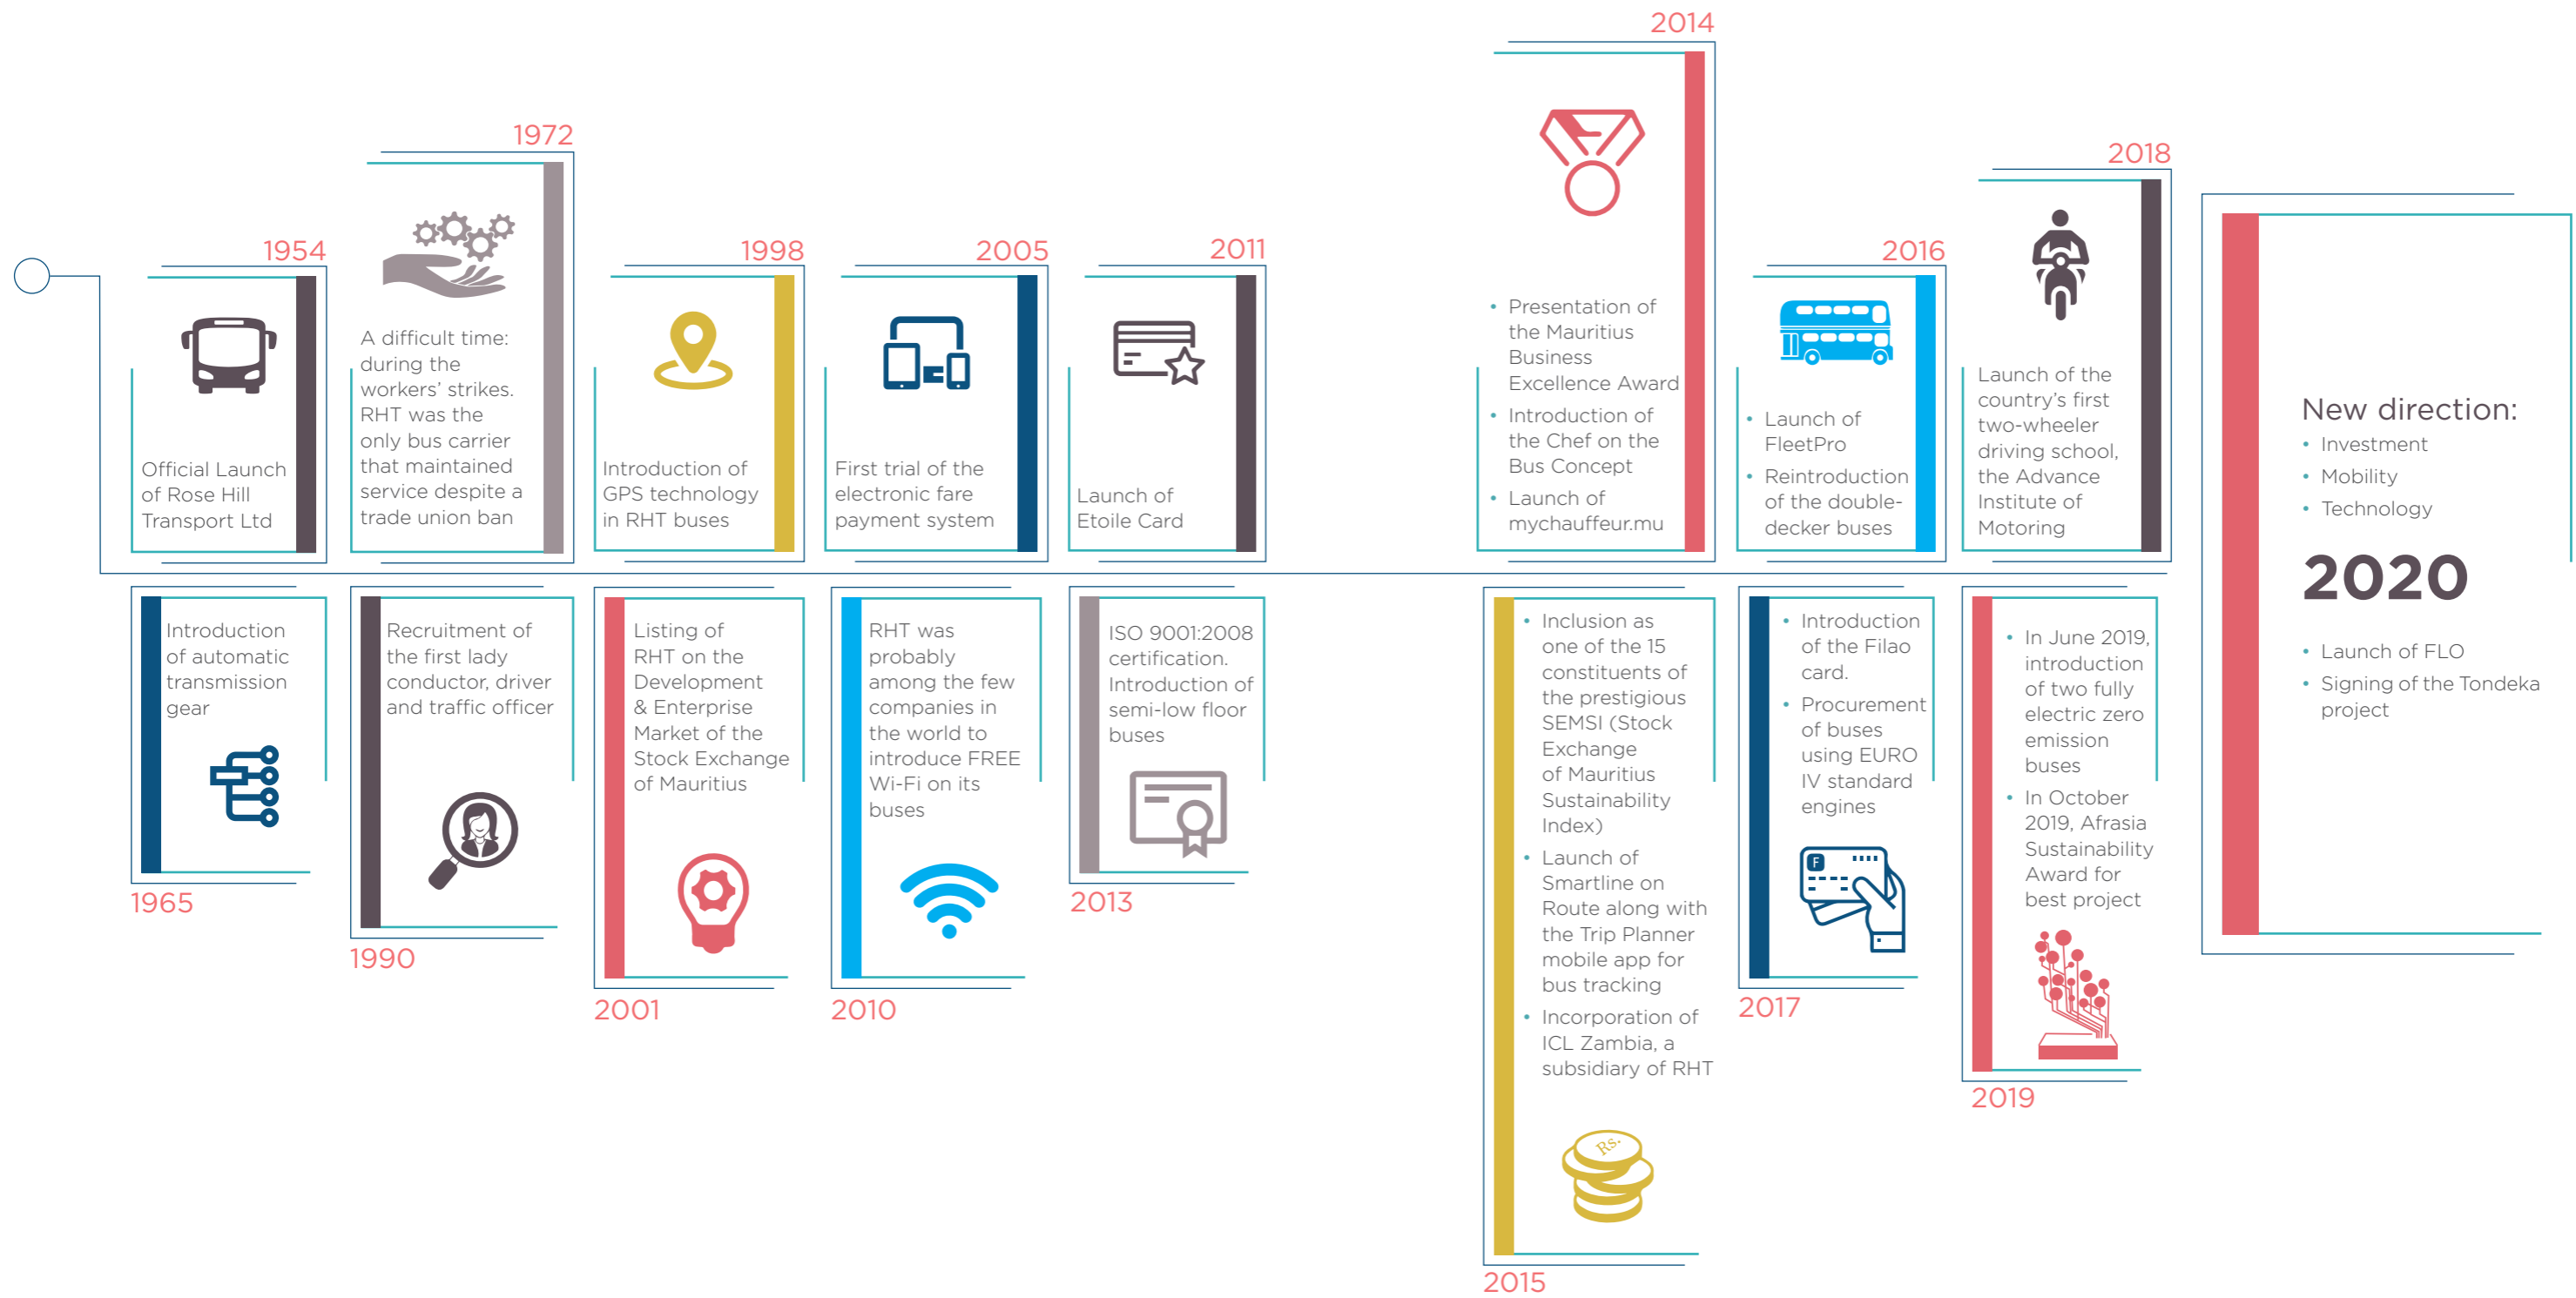 1954
Official Launch
of Rose Hill
Transport Ltd
1965
Introduction
of automatic
transmission
gear
1972
A difficult time:
during the
workers’ strikes.
RHT was the
only bus carrier
that maintained
service despite a
trade union ban
1990
Recruitment of
the first lady
conductor, driver
and traffic officer
1998
Introduction of
GPS technology
in RHT buses
2001
Listing of
RHT on the
Development
& Enterprise
Market of the
Stock Exchange
of Mauritius
2005
First trial of the
electronic fare
payment system
2010
RHT was
probably
among the few
companies in
the world to
introduce FREE
Wi-Fi on its
buses
2011
Launch of
Etoile Card
2013
ISO 9001:2008
certification.
Introduction of
semi-low floor
buses
2014
• Presentation of
the Mauritius
Business
Excellence Award
• Introduction of
the Chef on the
Bus Concept
• Launch of
mychauffeur.mu
2015
• Inclusion as
one of the 15
constituents of
the prestigious
SEMSI (Stock
Exchange
of Mauritius
Sustainability
Index)
• Launch of
Smartline on
Route along with
the Trip Planner
mobile app for
bus tracking
• Incorporation of
ICL Zambia, a
subsidiary of RHT
Rs.
2016
• Launch of
FleetPro
• Reintroduction
of the double-
decker buses
2017
• Introduction
of the Filao
card.
• Procurement
of buses
using EURO
IV standard
engines
F
2018
Launch of the
country’s first
two-wheeler
driving school,
the Advance
Institute of
Motoring
2019
• In June 2019,
introduction
of two fully
electric zero
emission
buses
• In October
2019, Afrasia
Sustainability
Award for
best project
New direction:
• Investment
• Mobility
• Technology
2020
• Launch of FLO
• Signing of the Tondeka
project